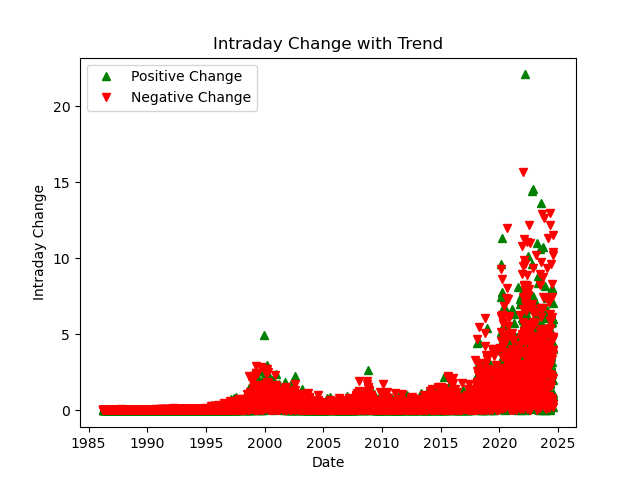 Intraday Change with Trend
Positive Change
Negative Change
Intraday Change
20
15
10
5
0
1985 1990 1995 2000 2005 2010 2015 2020 2025
Date